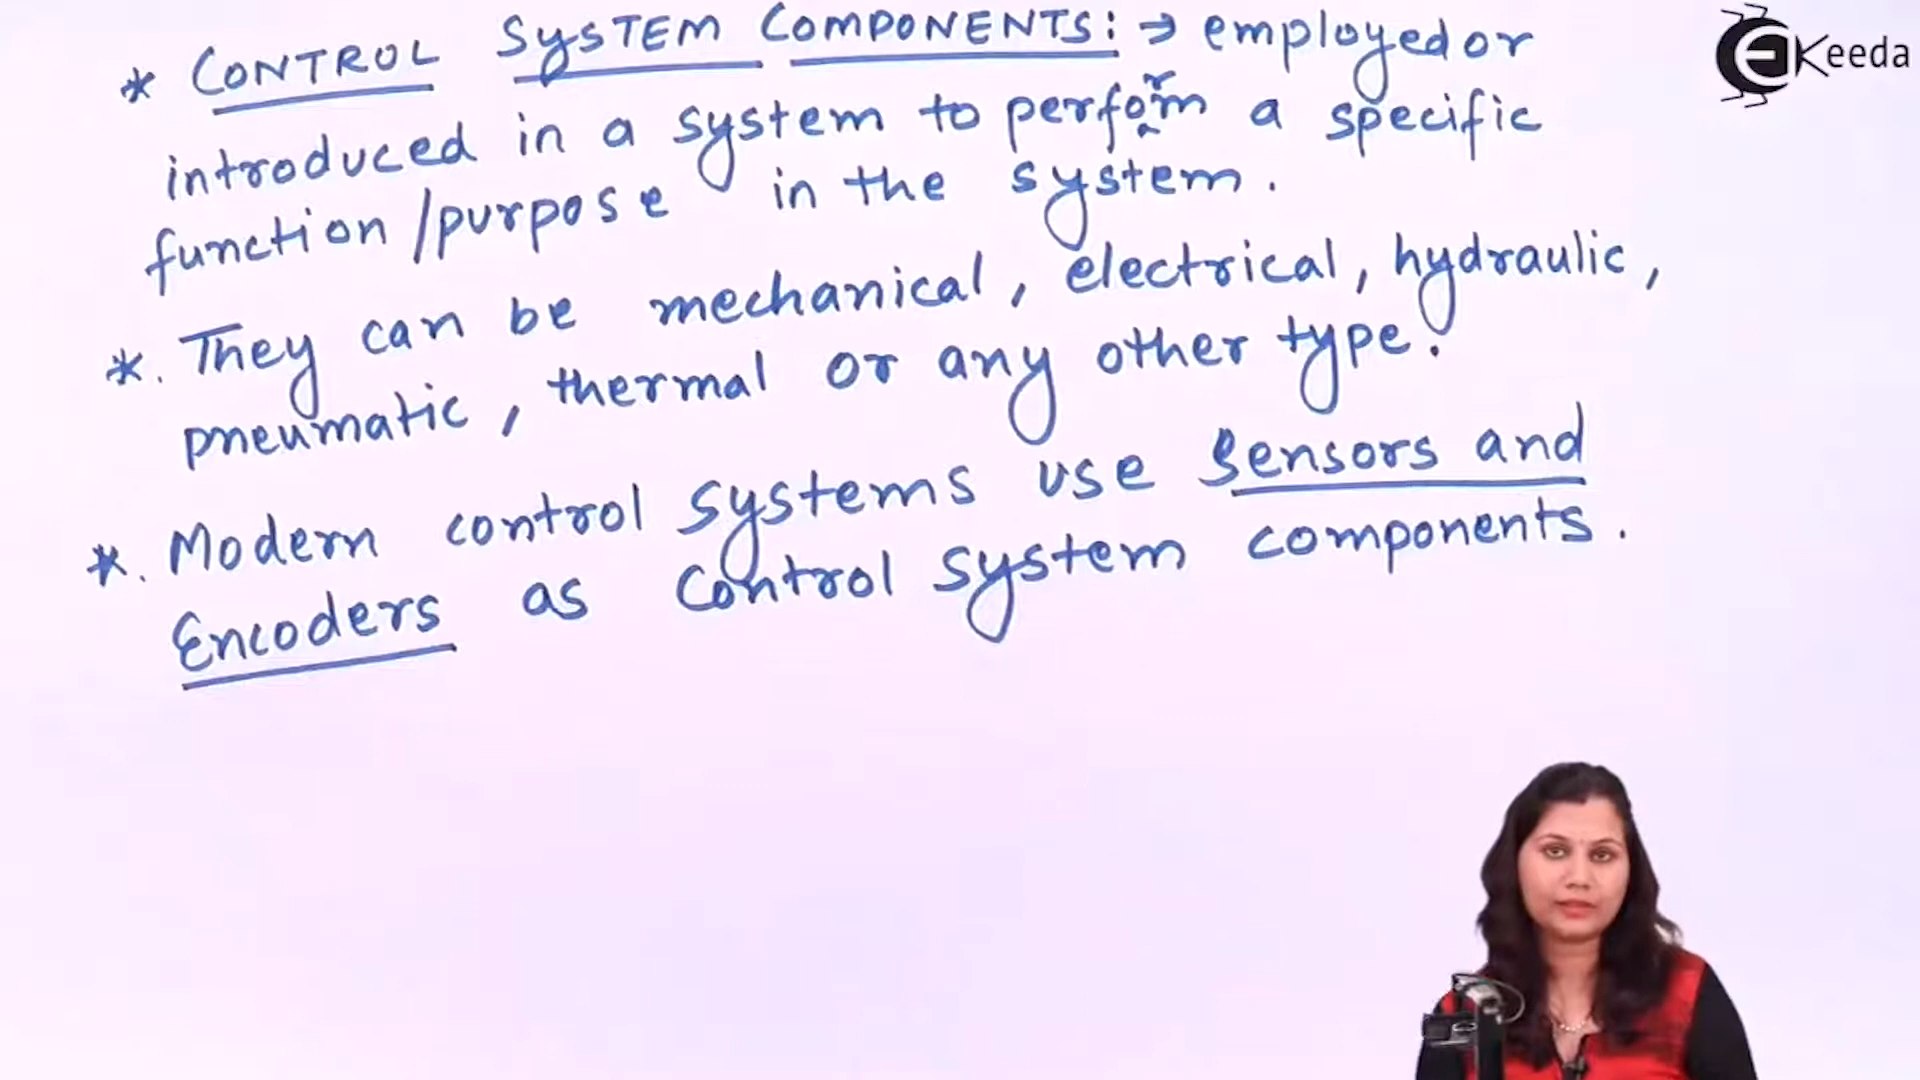 * CONTROL SYSTEM COMPONENTS: → employed or
introduced in a system to perform a specific
function/purpose in the system.
*. They can be mechanical, electrical, hydraulic,
pneumatic, thermal or any other type.
*. Modern control systems use Sensors and
Encoders as Control system components.
EKeeda